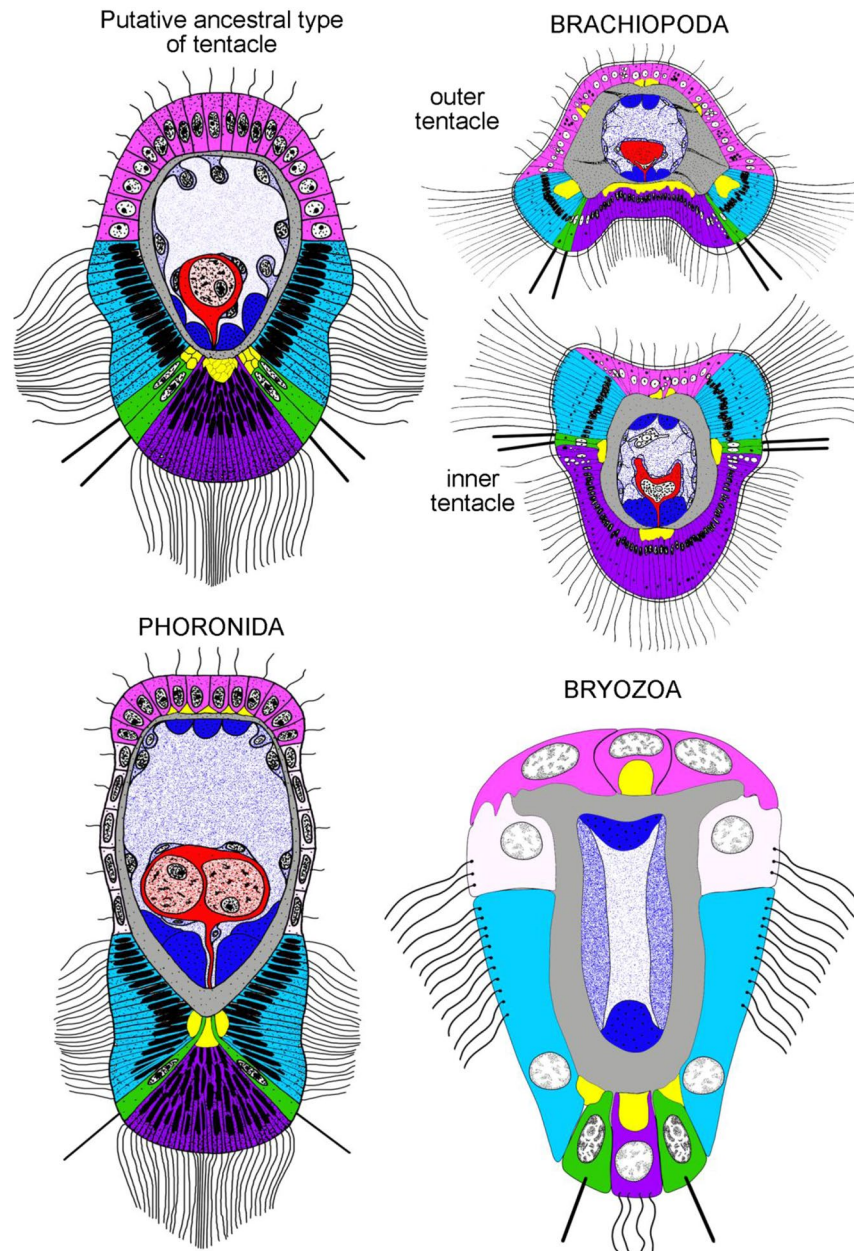 Putative ancestral type
of tentacle
BRACHIOPODA
outer
tentacle
inner
tentacle
PHORONIDA
BRYOZOA